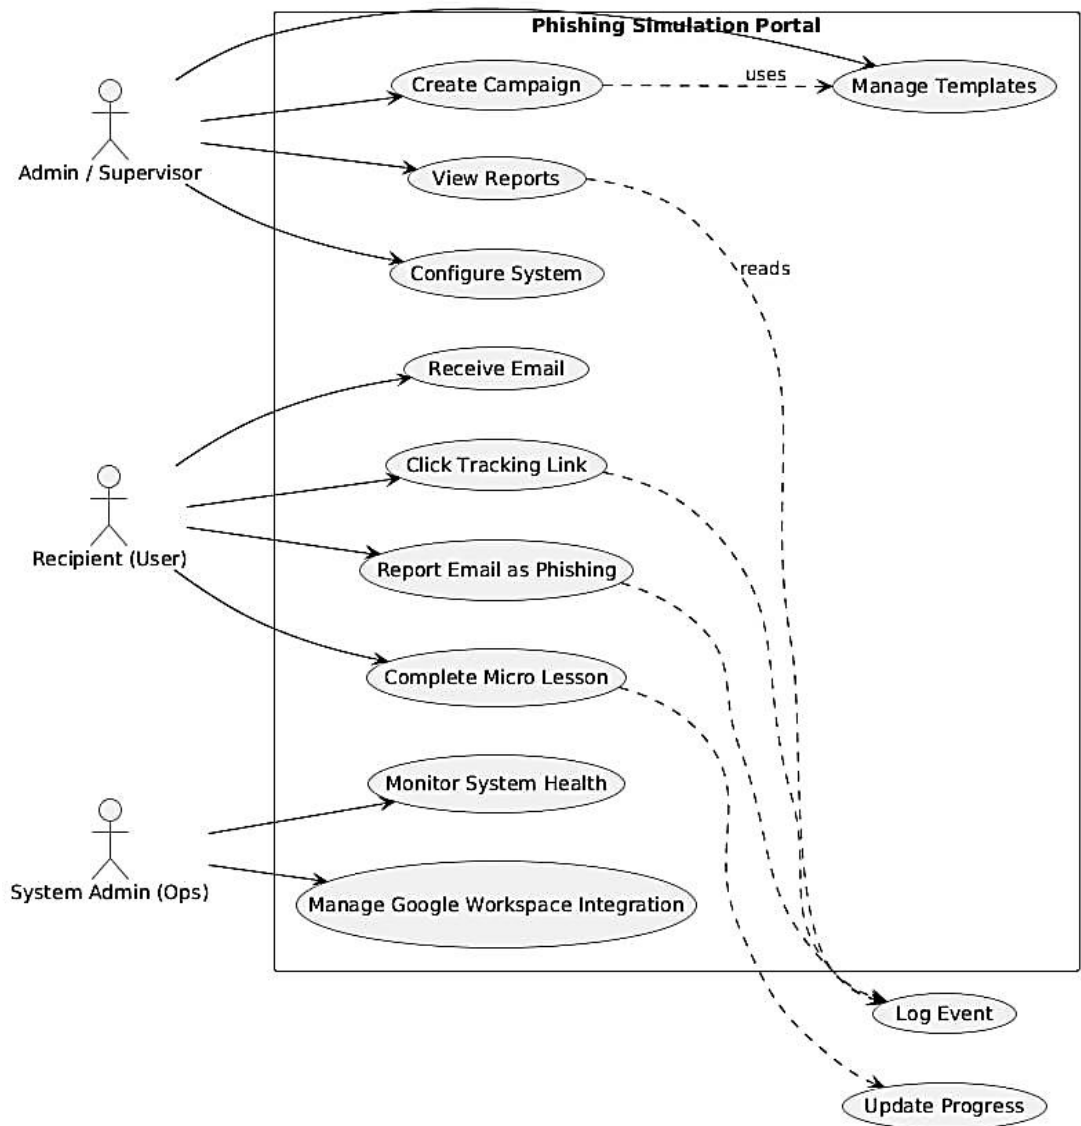 Phishing Simulation Portal
Create Campaign
uses
Manage Templates
Admin / Supervisor
View Reports
reads
Configure System
Receive Email
Click Tracking Link
Recipient (User)
Report Email as Phishing
Complete Micro Lesson
Monitor System Health
System Admin (Ops)
Manage Google Workspace Integration
Log Event
Update Progress